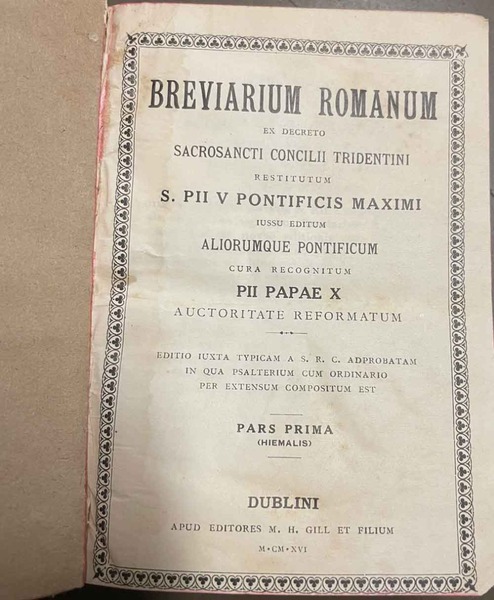 BREVIARIUM ROMANUM
EX DECRETO
SACROSANCTI CONCILII TRIDENTINI
RESTITUTUM
S. PII V PONTIFICIS MAXIMI
IUSSU EDITUM
ALIORUMQUE PONTIFICUM
CURA RECOGNITUM
PII PAPAE X
AUCTORITATE REFORMATUM
EDITIO IUXTA TYPICAM A S. R. C. ADPROBATAM
IN QUA PSALTERIUM CUM ORDINARIO
PER EXTENSUM COMPOSITUM EST
PARS PRIMA
(HIEMALIS)
DUBLINI
APUD EDITORES M. H. GILL ET FILIUM
M·CM·XVI